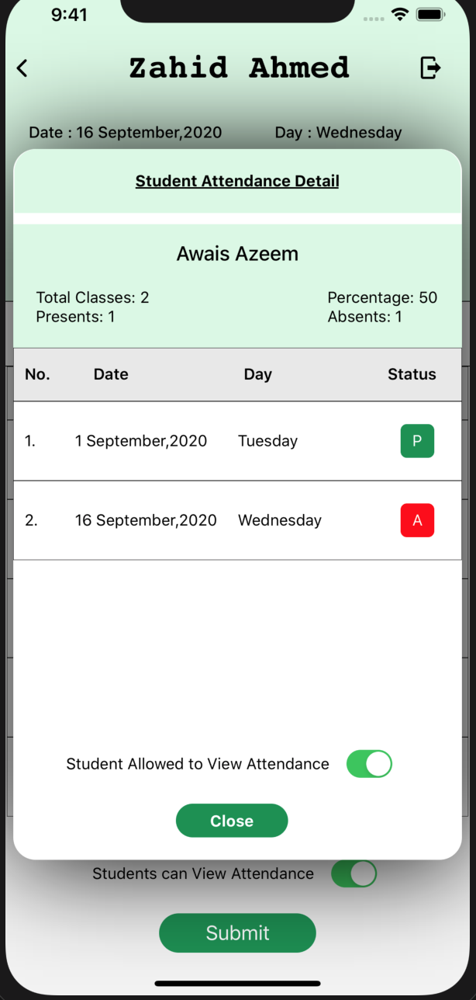 9:41
Zahid Ahmed
Date : 16 September,2020 Day : Wednesday
Student Attendance Detail
Awais Azeem
Total Classes: 2 Percentage: 50
Presents: 1 Absents: 1
No. Date Day Status
1. 1 September,2020 Tuesday P
2. 16 September,2020 Wednesday A
Student Allowed to View Attendance
Close
Students can View Attendance
Submit